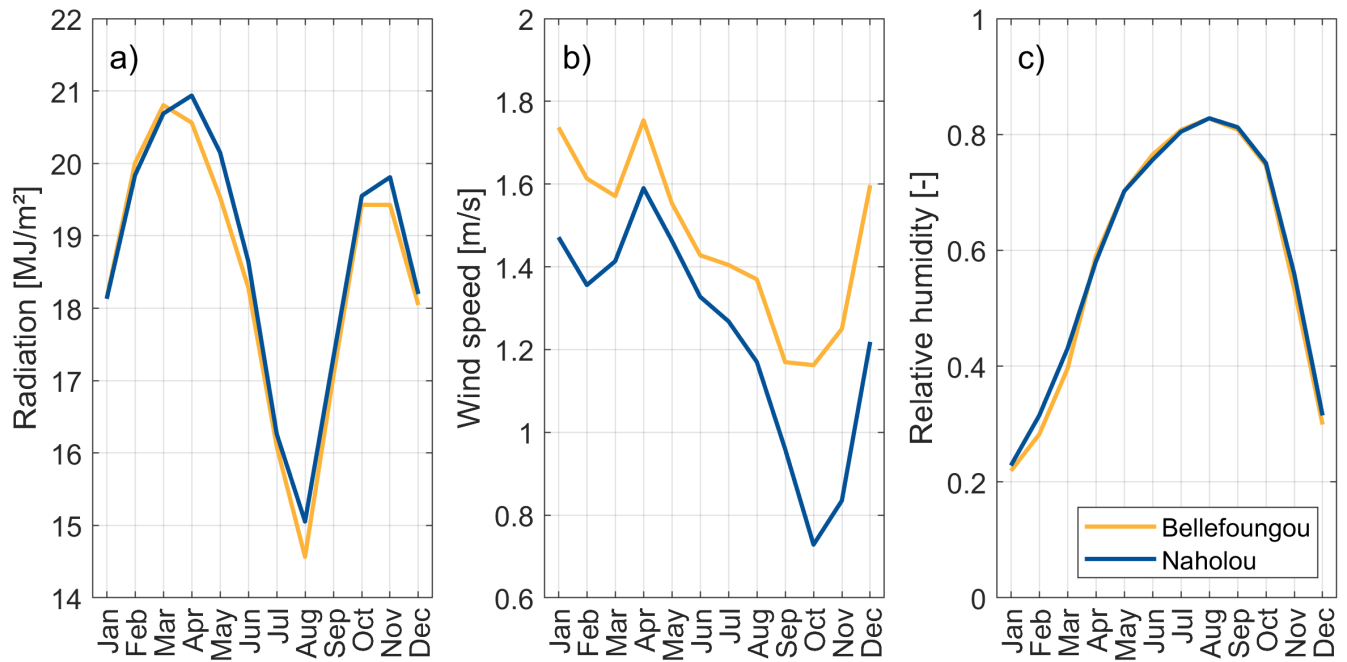 a)
Radiation [MJ/m²]
22
21
20
19
18
17
16
15
14
Jan
Feb
Mar
Apr
May
Jun
Jul
Aug
Sep
Oct
Nov
Dec
b)
Wind speed [m/s]
2
1.8
1.6
1.4
1.2
1
0.8
0.6
Jan
Feb
Mar
Apr
May
Jun
Jul
Aug
Sep
Oct
Nov
Dec
c)
Relative humidity [-]
1
0.8
0.6
0.4
0.2
0
Jan
Feb
Mar
Apr
May
Jun
Jul
Aug
Sep
Oct
Nov
Dec
Bellefoungou
Naholou